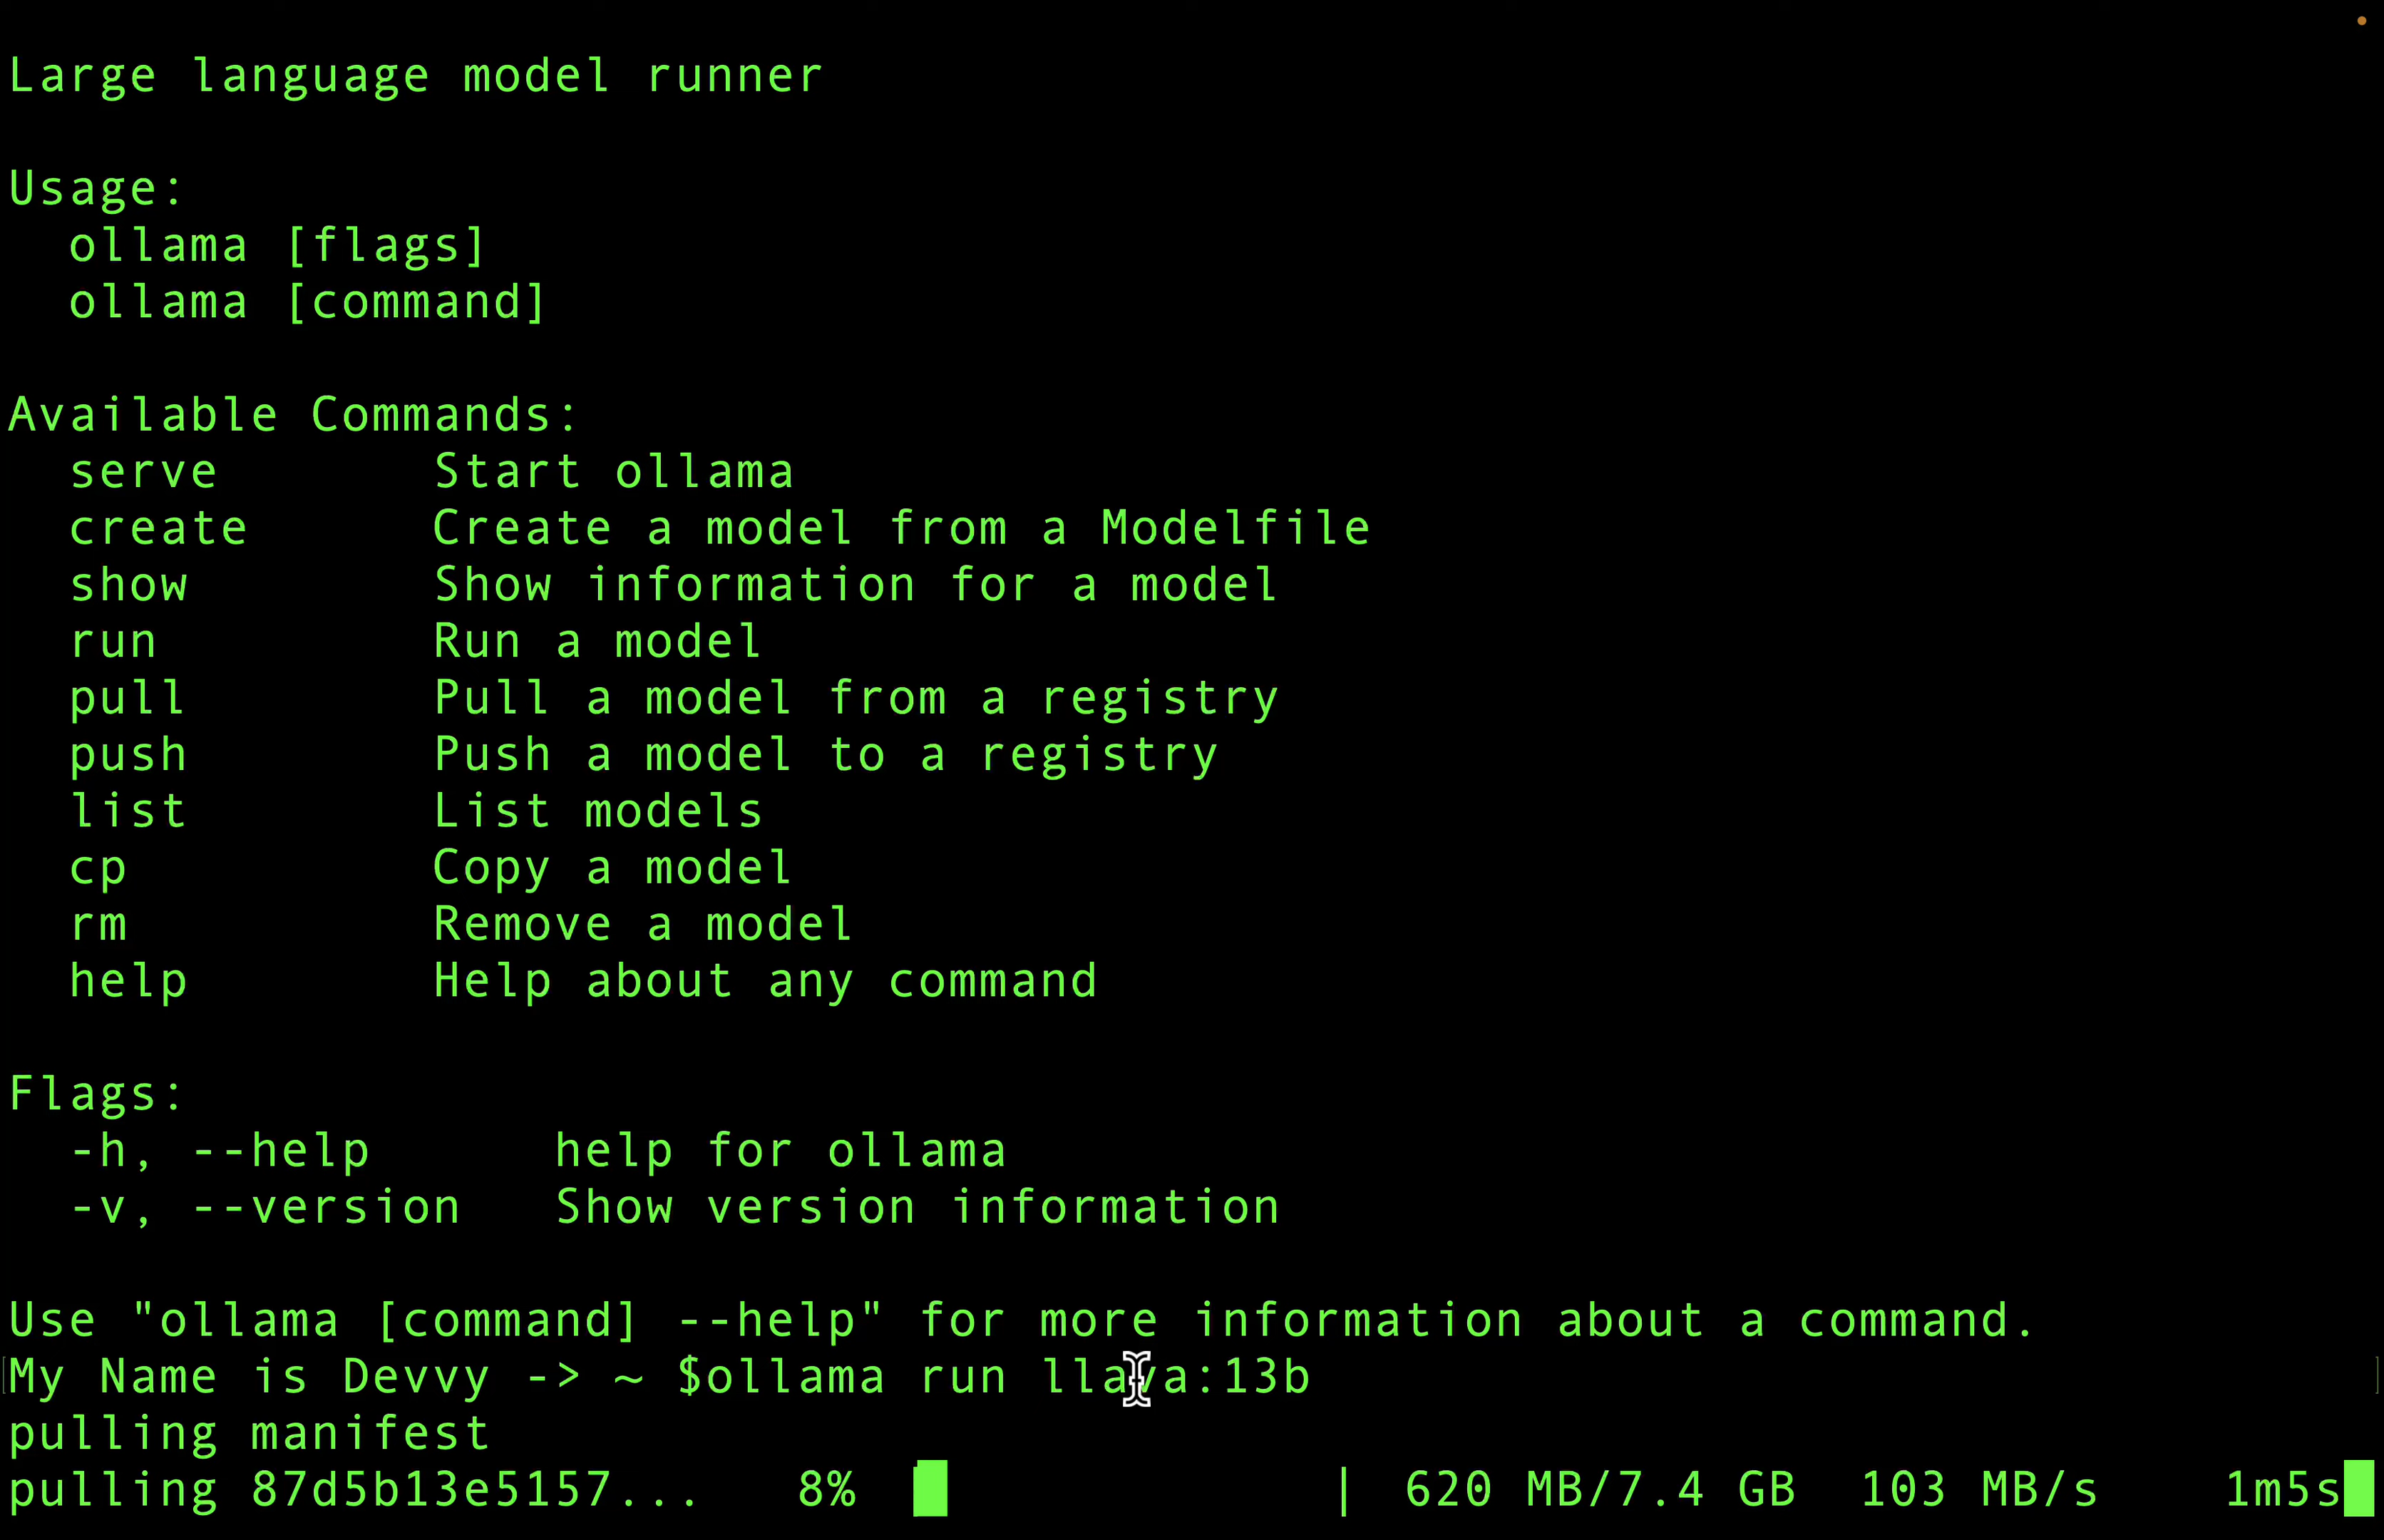 Large language model runner
Usage:
ollama [flags]
ollama [command]
Available Commands:
serve Start ollama
create Create a model from a Modelfile
show Show information for a model
run Run a model
pull Pull a model from a registry
push Push a model to a registry
list List models
cp Copy a model
rm Remove a model
help Help about any command
Flags:
-h, --help help for ollama
-v, --version Show version information
Use "ollama [command] --help" for more information about a command.
My Name is Devvy -> ~ $ollama run llava:13b
pulling manifest
pulling 87d5b13e5157... 8% | 620 MB/7.4 GB 103 MB/s 1m5s